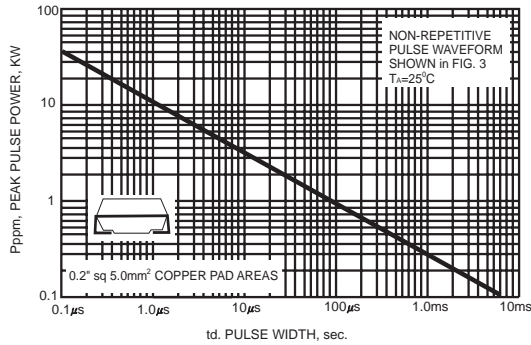 100
10
1
0.1
Pppm, PEAK PULSE POWER, KW
NON-REPETITIVE
PULSE WAVEFORM
SHOWN in FIG. 3
TA=25⁰C
0.2" sq 5.0mm² COPPER PAD AREAS
0.1µS 1.0µS 10µS 100µS 1.0mS 10mS
td. PULSE WIDTH, sec.